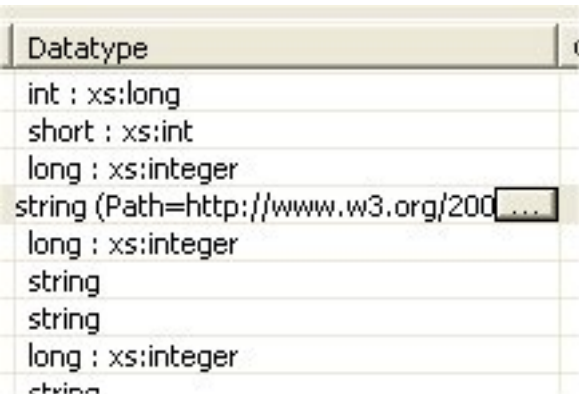 Datatype
int : xs:long
short : xs:int
long : xs:integer
string (Path=http://www.w3.org/200 ...
long : xs:integer
string
string
long : xs:integer
string